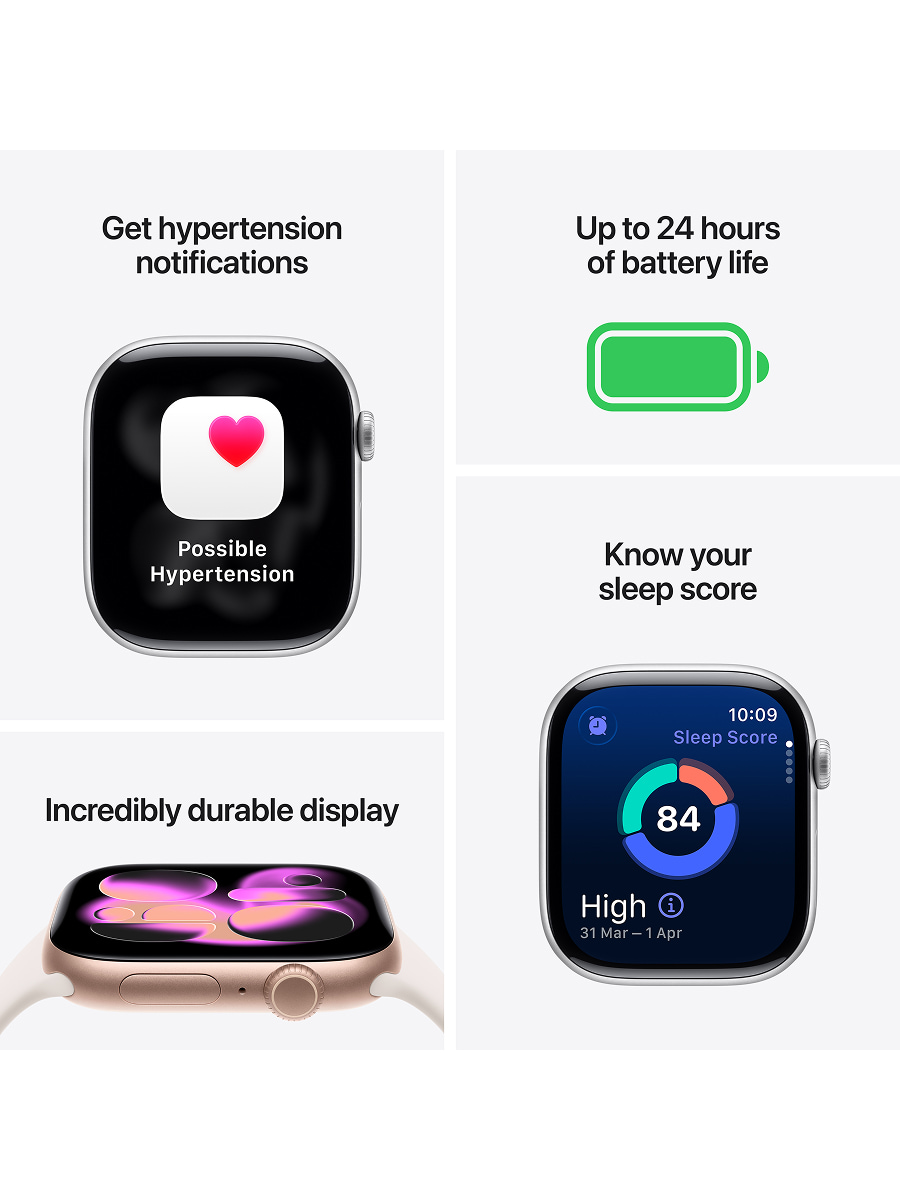 Get hypertension
notifications
Possible
Hypertension
Up to 24 hours
of battery life
Know your
sleep score
10:09
Sleep Score
84
High
31 Mar – 1 Apr
Incredibly durable display